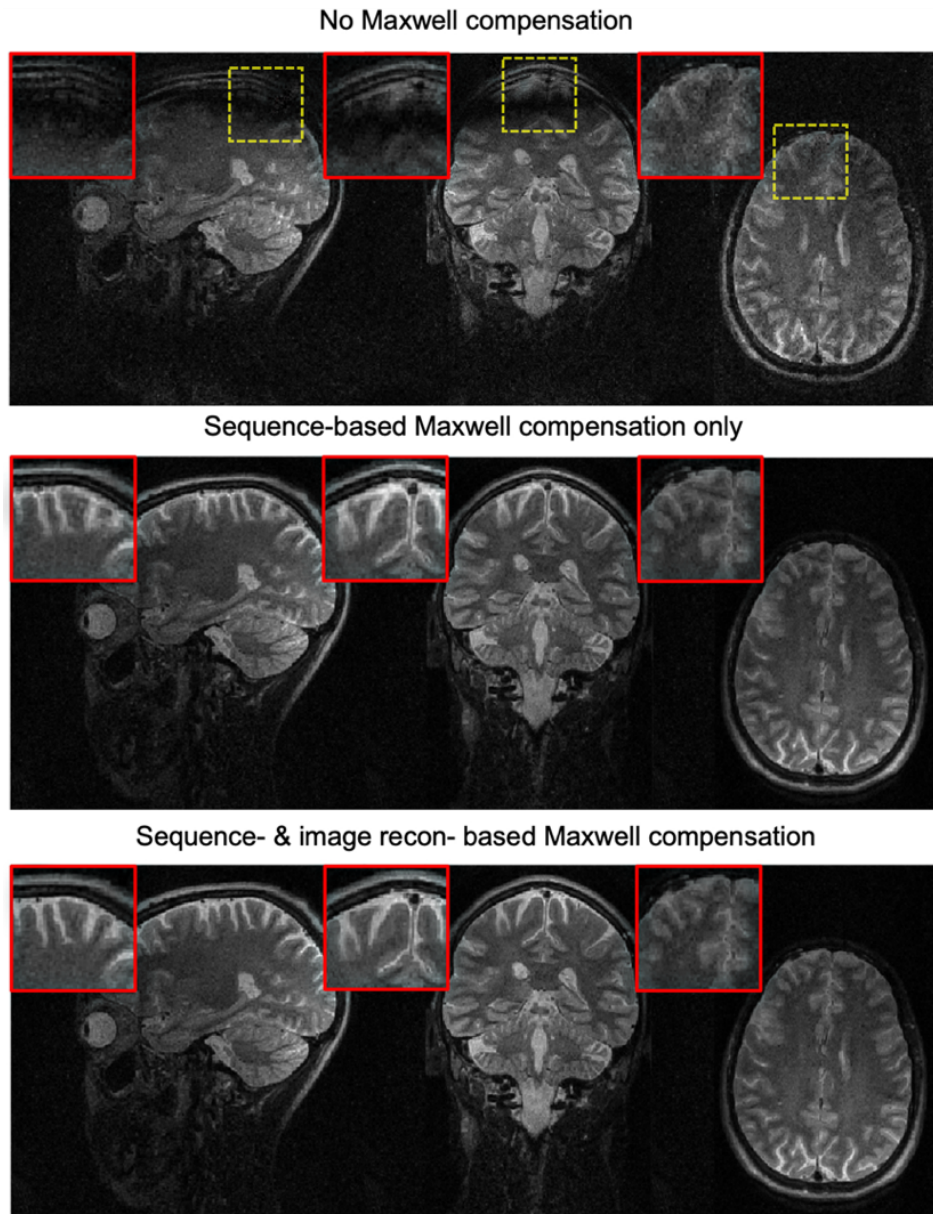 No Maxwell compensation
Sequence-based Maxwell compensation only
Sequence- & image recon- based Maxwell compensation